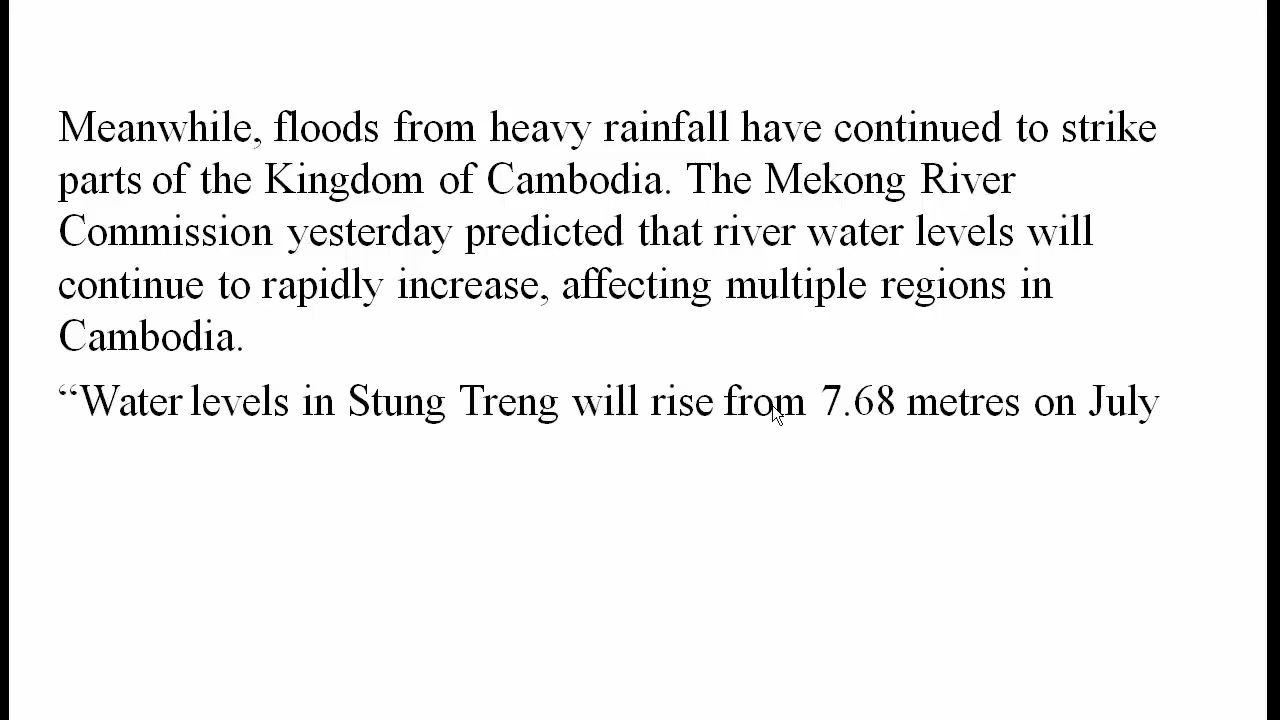 Meanwhile, floods from heavy rainfall have continued to strike
parts of the Kingdom of Cambodia. The Mekong River
Commission yesterday predicted that river water levels will
continue to rapidly increase, affecting multiple regions in
Cambodia.
“Water levels in Stung Treng will rise from 7.68 metres on July